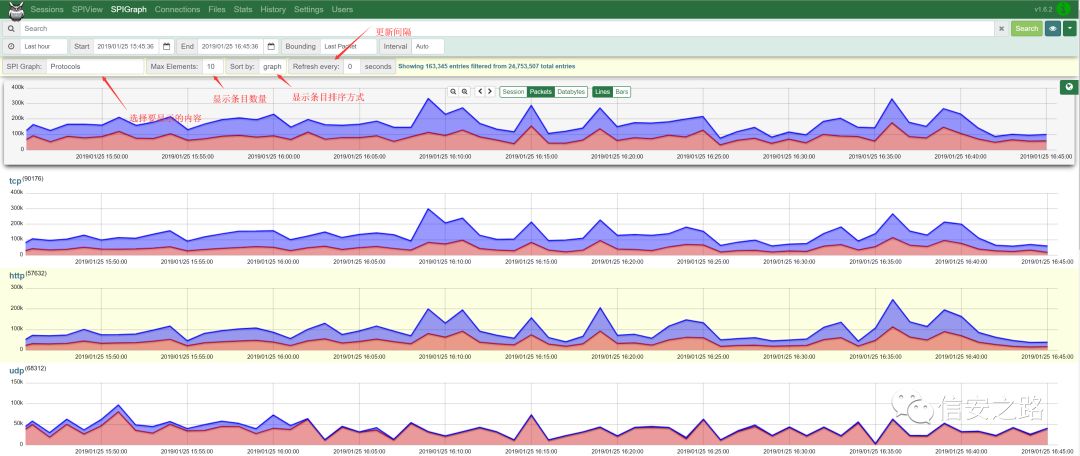 Sessions SPIView SPIGraph Connections Files Stats History Settings Users v1.6.2
更新间隔
Search Search
Last hour Start 2019/01/25 15:45:36 End 2019/01/25 16:45:36 Bounding Last Packet Interval Auto
SPI Graph: Protocols Max Elements: 10 Sort by: graph Refresh every: 0 seconds Showing 163,345 entries filtered from 24,753,507 total entries
显示条目数量 显示条目排序方式
选择要显示的内容
Session Packets Databytes Lines Bars
400k
300k
200k
100k
0
2019/01/25 15:50:00 2019/01/25 15:55:00 2019/01/25 16:00:00 2019/01/25 16:05:00 2019/01/25 16:10:00 2019/01/25 16:15:00 2019/01/25 16:20:00 2019/01/25 16:25:00 2019/01/25 16:30:00 2019/01/25 16:35:00 2019/01/25 16:40:00 2019/01/25 16:45:00
tcp (90176)
400k
300k
200k
100k
0
2019/01/25 15:50:00 2019/01/25 15:55:00 2019/01/25 16:00:00 2019/01/25 16:05:00 2019/01/25 16:10:00 2019/01/25 16:15:00 2019/01/25 16:20:00 2019/01/25 16:25:00 2019/01/25 16:30:00 2019/01/25 16:35:00 2019/01/25 16:40:00 2019/01/25 16:45:00
http (57632)
300k
200k
100k
0
2019/01/25 15:50:00 2019/01/25 15:55:00 2019/01/25 16:00:00 2019/01/25 16:05:00 2019/01/25 16:10:00 2019/01/25 16:15:00 2019/01/25 16:20:00 2019/01/25 16:25:00 2019/01/25 16:30:00 2019/01/25 16:35:00 2019/01/25 16:40:00 2019/01/25 16:45:00
udp (68312)
150k
100k
50k
0
2019/01/25 15:50:00 2019/01/25 15:55:00 2019/01/25 16:00:00 2019/01/25 16:05:00 2019/01/25 16:10:00 2019/01/25 16:15:00 2019/01/25 16:20:00 2019/01/25 16:25:00 2019/01/25 16:30:00 2019/01/25 16:35:00 2019/01/25 16:40:00 2019/01/25 16:45:00
信安之路